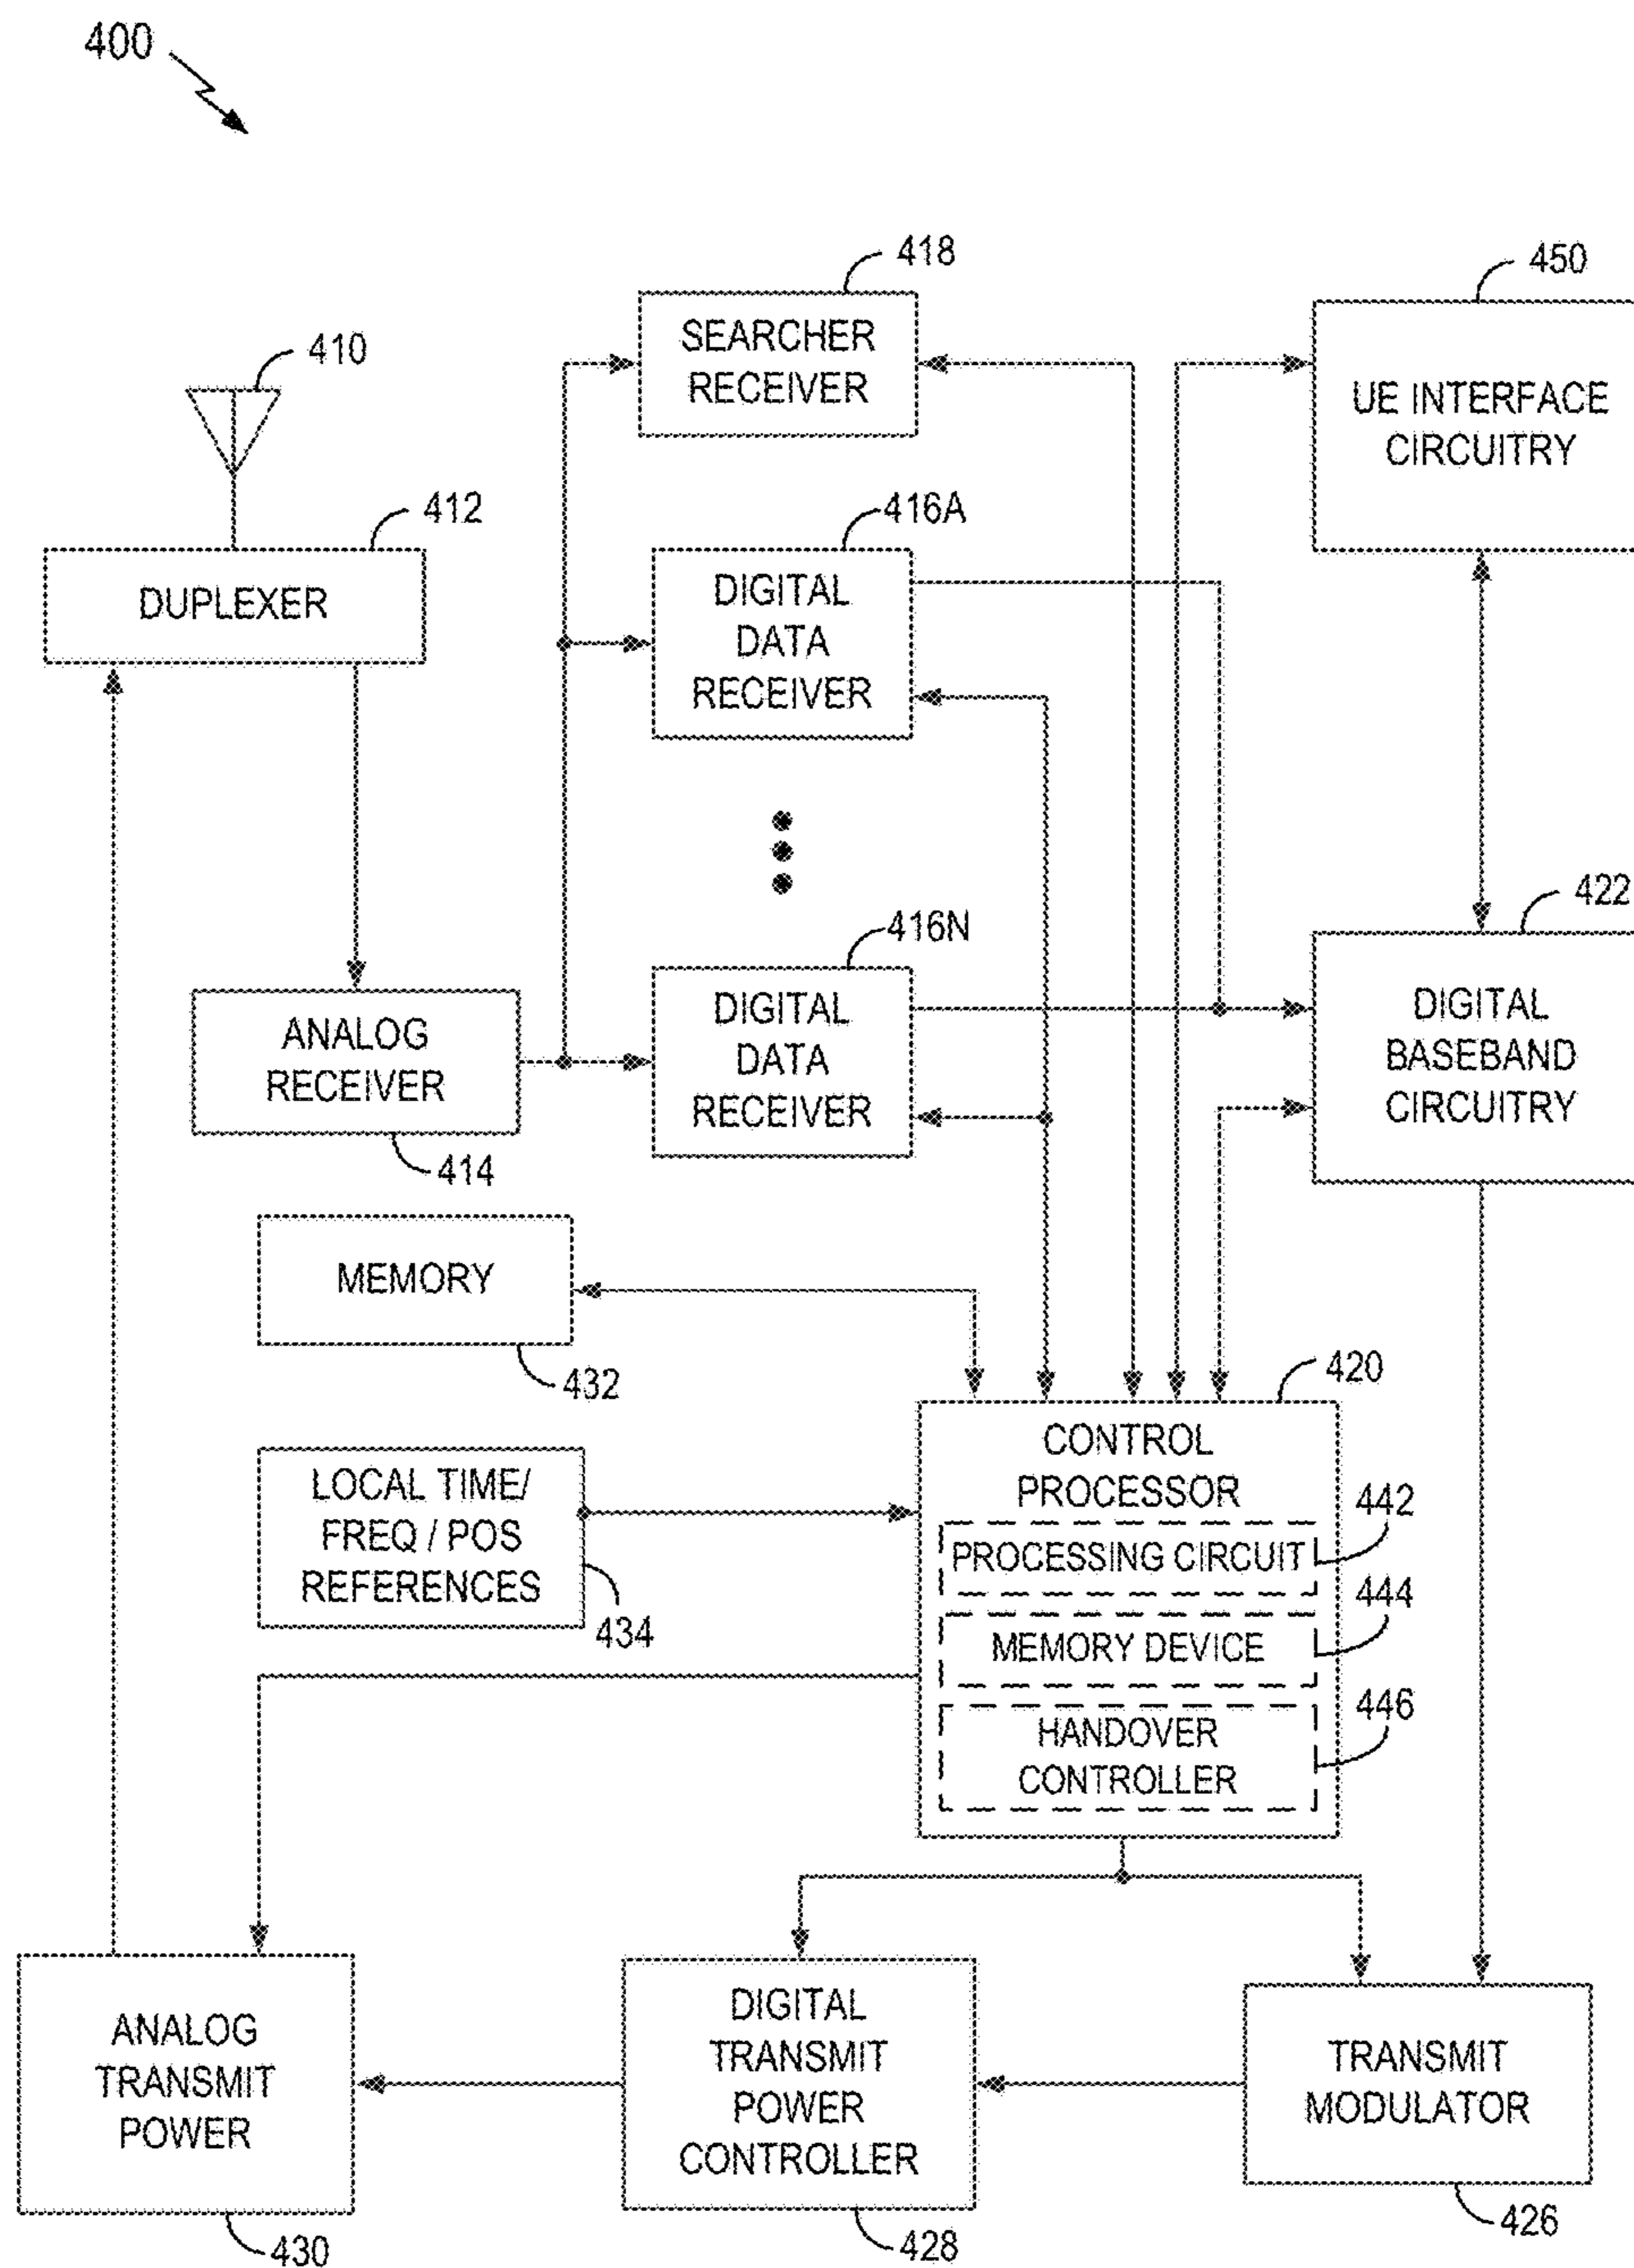 400
418
SEARCHER
RECEIVER
450
UE INTERFACE
CIRCUITRY
410
412
DUPLEXER
416A
DIGITAL
DATA
RECEIVER
416N
DIGITAL
DATA
RECEIVER
422
DIGITAL
BASEBAND
CIRCUITRY
ANALOG
RECEIVER
414
MEMORY
432
420
CONTROL
PROCESSOR
LOCAL TIME/
FREQ / POS
REFERENCES
434
442
PROCESSING CIRCUIT
444
MEMORY DEVICE
446
HANDOVER
CONTROLLER
ANALOG
TRANSMIT
POWER
430
DIGITAL
TRANSMIT
POWER
CONTROLLER
428
TRANSMIT
MODULATOR
426